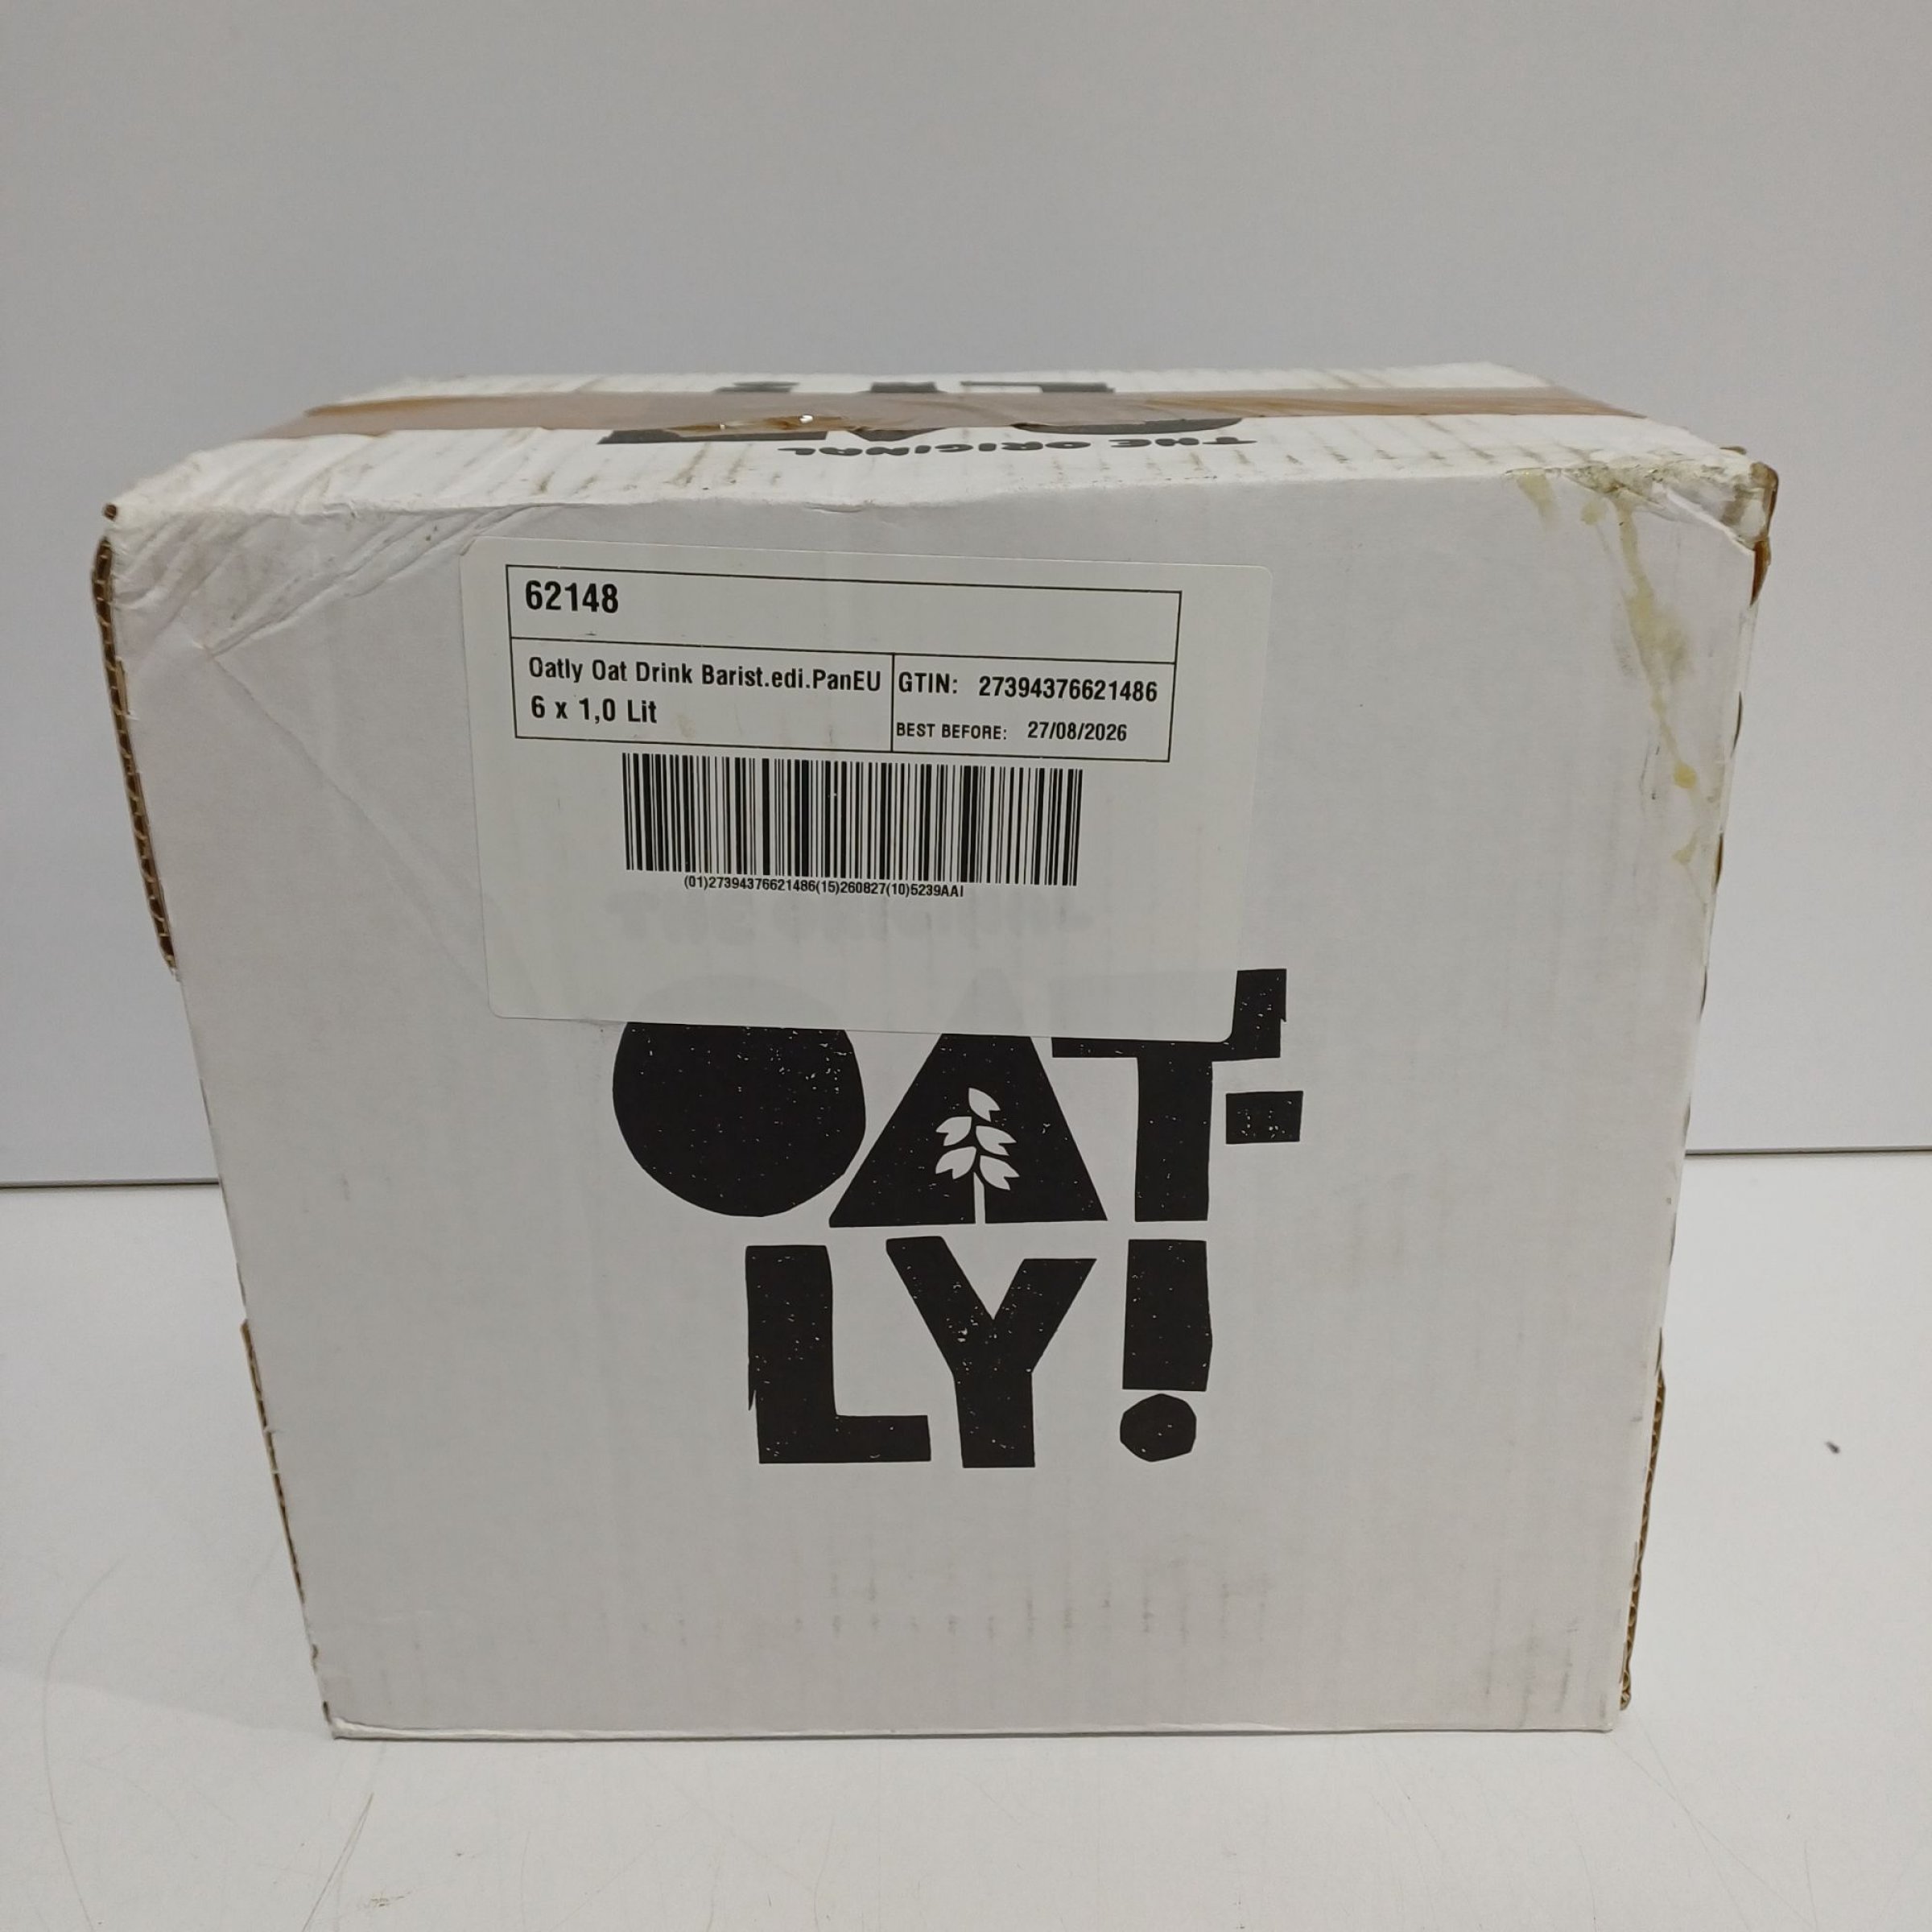 THE ORIGINAL
OAT
62148
Oatly Oat Drink Barist.edi.PanEU
6 x 1,0 Lit
GTIN: 27394376621486
BEST BEFORE: 27/08/2026
(01)27394376621486(15)260827(10)5239AAI
OAT-
LY!